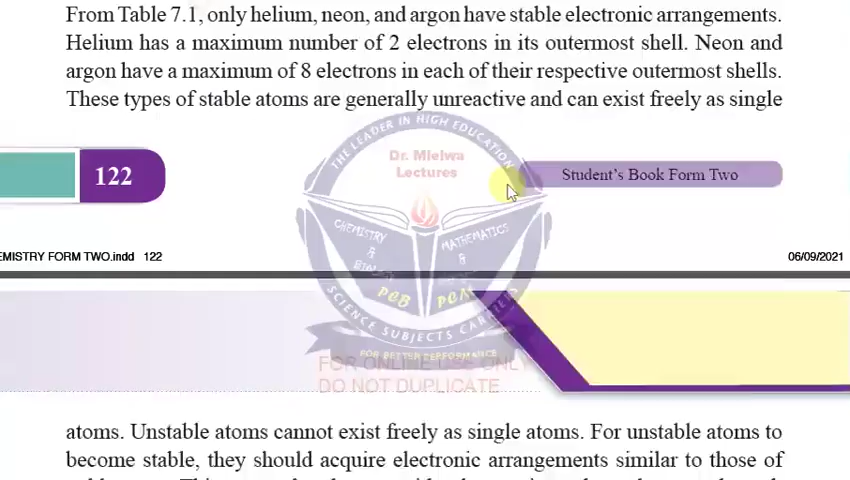 From Table 7.1, only helium, neon, and argon have stable electronic arrangements.
Helium has a maximum number of 2 electrons in its outermost shell. Neon and
argon have a maximum of 8 electrons in each of their respective outermost shells.
These types of stable atoms are generally unreactive and can exist freely as single
THE LEADER IN HIGH EDUCATION
Dr. Mlelwa
Lectures
122
Student's Book Form Two
CHEMISTRY
&
MATHEMATICS
&
PCB
PCM
EMISTRY FORM TWO.indd 122
06/09/2021
SCIENCE SUBJECTS
FOR BETTER PERFORMANCE
FOR ONLINE USE ONLY
DO NOT DUPLICATE
atoms. Unstable atoms cannot exist freely as single atoms. For unstable atoms to
become stable, they should acquire electronic arrangements similar to those of